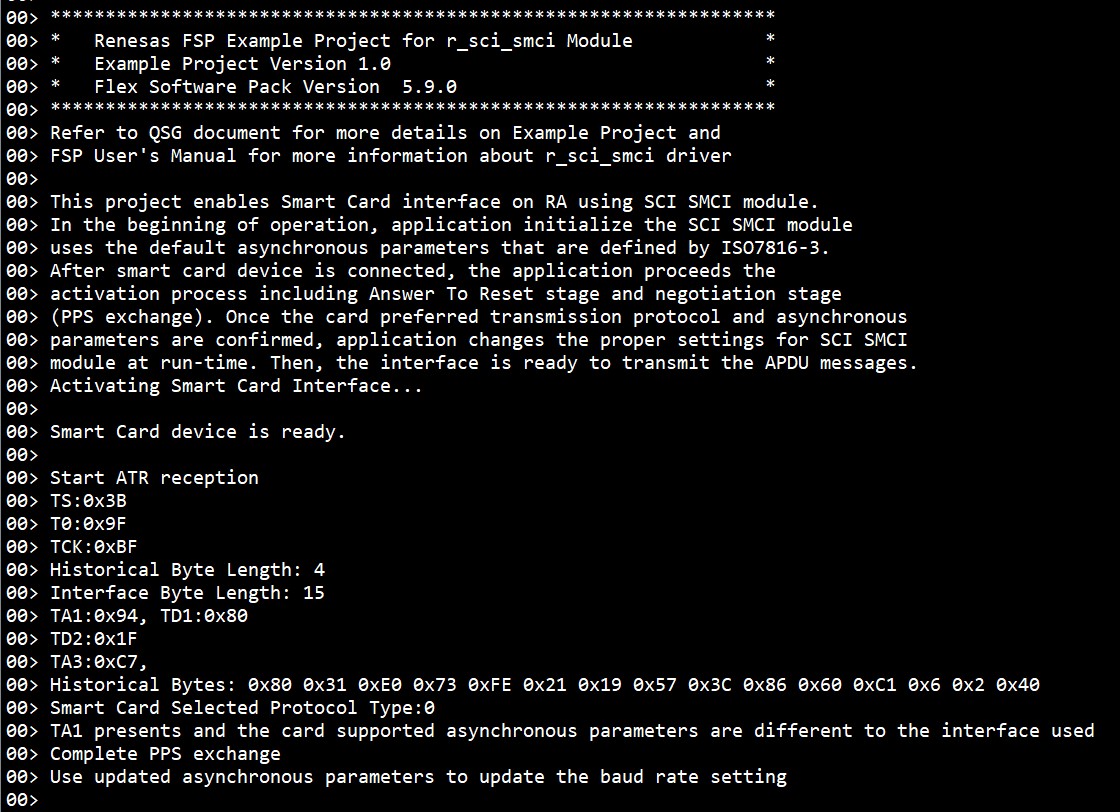 00> ******************************************************************
00> *   Renesas FSP Example Project for r_sci_smci Module            *
00> *   Example Project Version 1.0                                  *
00> *   Flex Software Pack Version  5.9.0                            *
00> ******************************************************************
00> Refer to QSG document for more details on Example Project and
00> FSP User's Manual for more information about r_sci_smci driver
00>
00> This project enables Smart Card interface on RA using SCI SMCI module.
00> In the beginning of operation, application initialize the SCI SMCI module
00> uses the default asynchronous parameters that are defined by ISO7816-3.
00> After smart card device is connected, the application proceeds the
00> activation process including Answer To Reset stage and negotiation stage
00> (PPS exchange). Once the card preferred transmission protocol and asynchronous
00> parameters are confirmed, application changes the proper settings for SCI SMCI
00> module at run-time. Then, the interface is ready to transmit the APDU messages.
00> Activating Smart Card Interface...
00>
00> Smart Card device is ready.
00>
00> Start ATR reception
00> TS:0x3B
00> T0:0x9F
00> TCK:0xBF
00> Historical Byte Length: 4
00> Interface Byte Length: 15
00> TA1:0x94, TD1:0x80
00> TD2:0x1F
00> TA3:0xC7,
00> Historical Bytes: 0x80 0x31 0xE0 0x73 0xFE 0x21 0x19 0x57 0x3C 0x86 0x60 0xC1 0x6 0x2 0x40
00> Smart Card Selected Protocol Type:0
00> TA1 presents and the card supported asynchronous parameters are different to the interface used
00> Complete PPS exchange
00> Use updated asynchronous parameters to update the baud rate setting
00>